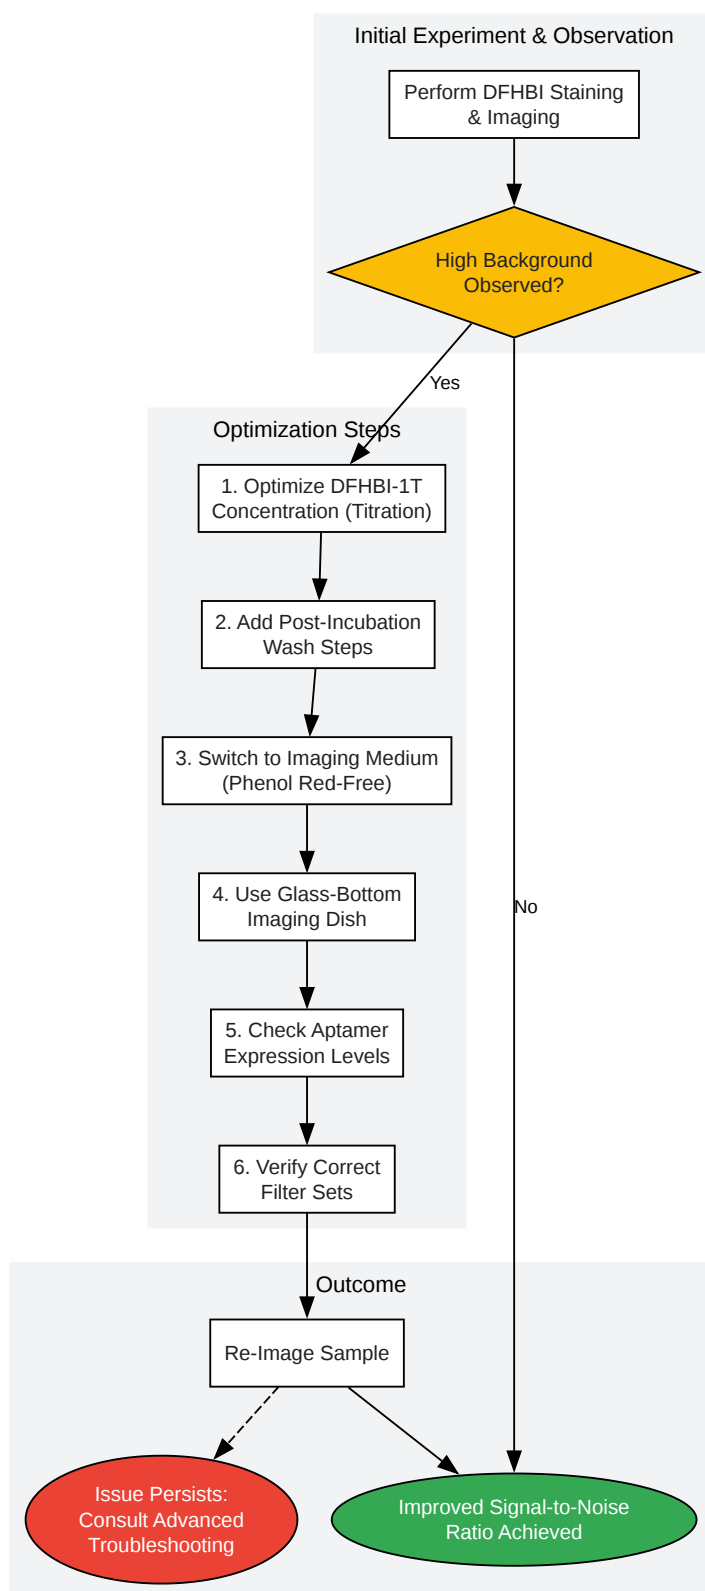 Initial Experiment & Observation
Perform DFHBI Staining
& Imaging
High Background
Observed?
Yes
Optimization Steps
1. Optimize DFHBI-1T
Concentration (Titration)
2. Add Post-Incubation
Wash Steps
3. Switch to Imaging Medium
(Phenol Red-Free)
4. Use Glass-Bottom
Imaging Dish
No
5. Check Aptamer
Expression Levels
6. Verify Correct
Filter Sets
Outcome
Re-Image Sample
Issue Persists:
Consult Advanced
Troubleshooting
Improved Signal-to-Noise
Ratio Achieved